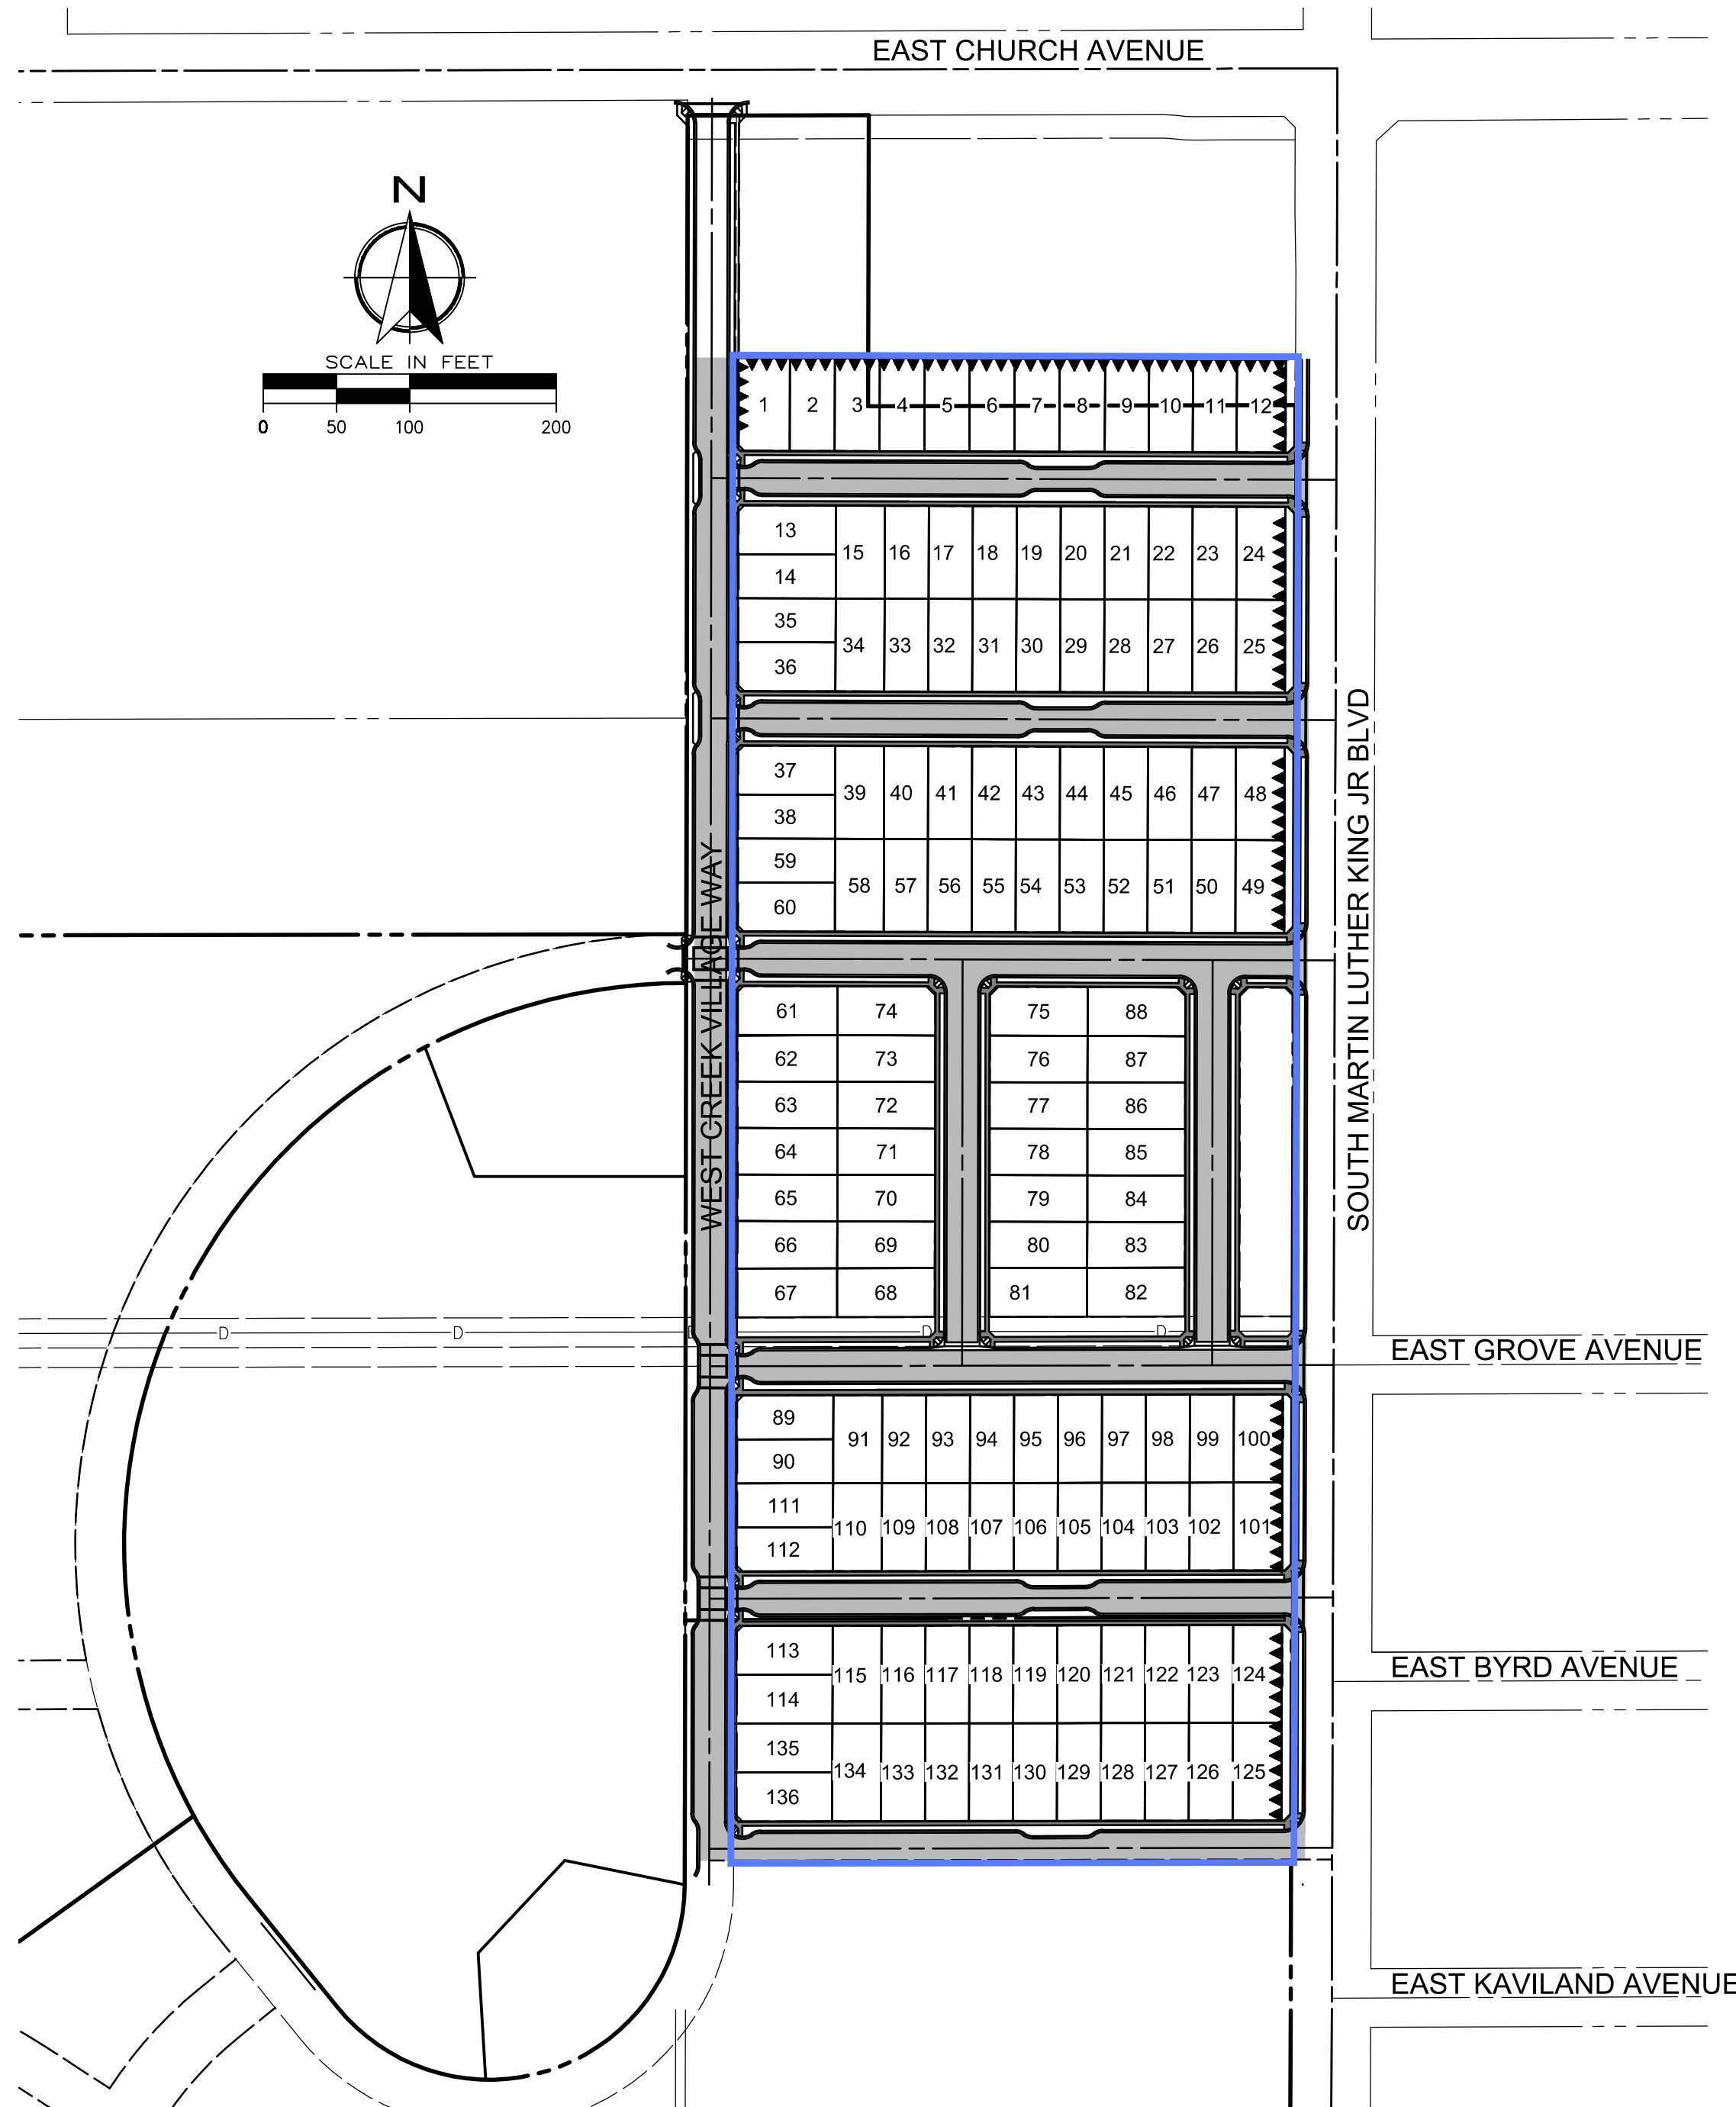 EAST CHURCH AVENUE
N
SCALE IN FEET
0 50 100 200
1 2 3 4 5 6 7 8 9 10 11 12
13
15 16 17 18 19 20 21 22 23 24
14
35
34 33 32 31 30 29 28 27 26 25
36
37
39 40 41 42 43 44 45 46 47 48
38
59
58 57 56 55 54 53 52 51 50 49
60
WEST CREEK VILLAGE WAY
SOUTH MARTIN LUTHER KING JR BLVD
61 74 75 88
62 73 76 87
63 72 77 86
64 71 78 85
65 70 79 84
66 69 80 83
67 68 81 82
D D D D D
EAST GROVE AVENUE
89
91 92 93 94 95 96 97 98 99 100
90
111
110 109 108 107 106 105 104 103 102 101
112
113
115 116 117 118 119 120 121 122 123 124
EAST BYRD AVENUE
114
135
134 133 132 131 130 129 128 127 126 125
136
EAST KAVILAND AVENUE